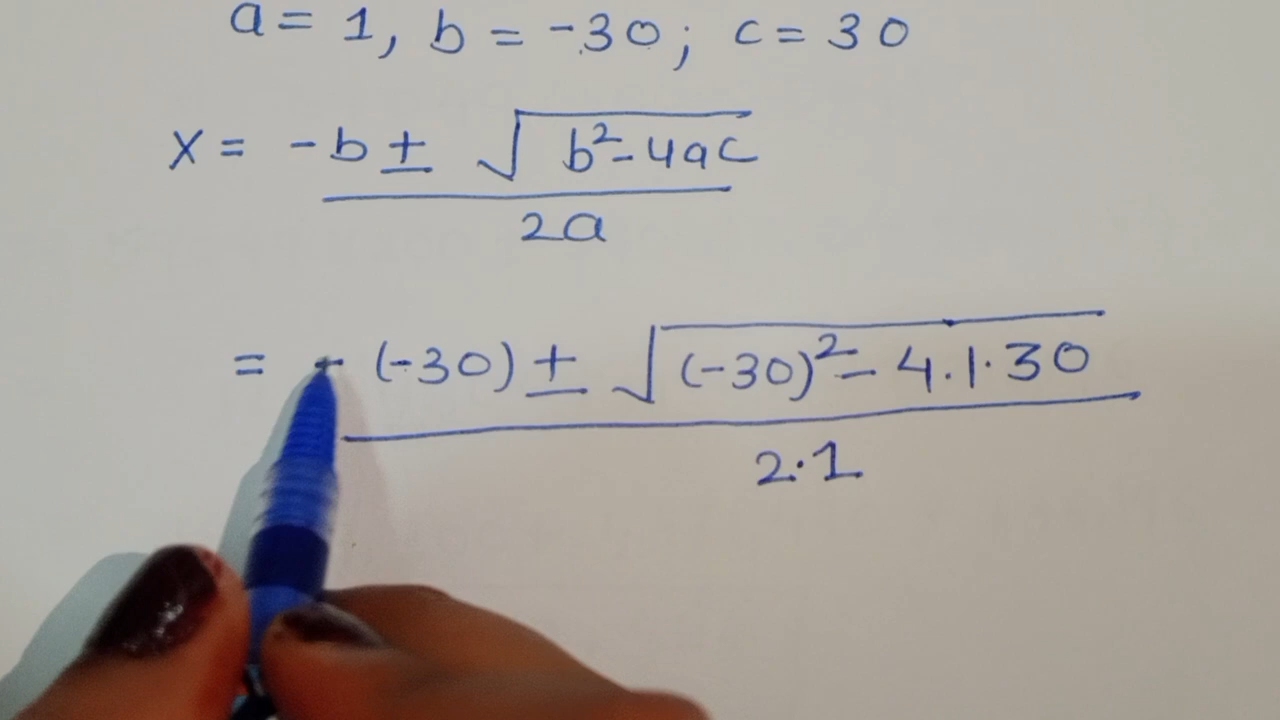 a = 1, b = -30; c = 30
x = -b ± √b²-4ac
2a
= - (-30) ± √(-30)² - 4.1.30
2.1